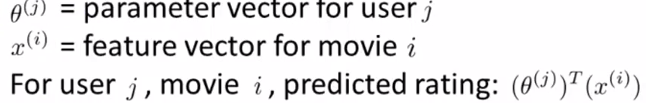 θ⁽ʲ⁾ = parameter vector for user j
x⁽ⁱ⁾ = feature vector for movie i
For user j , movie i , predicted rating: (θ⁽ʲ⁾)ᵀ(x⁽ⁱ⁾)